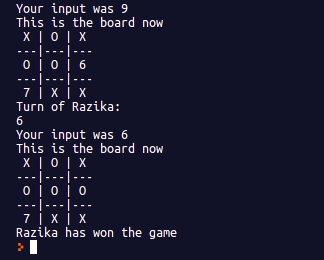 Your input was 9
This is the board now
 X | O | X
---|---|---
 O | O | 6
---|---|---
 7 | X | X
Turn of Razika:
6
Your input was 6
This is the board now
 X | O | X
---|---|---
 O | O | O
---|---|---
 7 | X | X
Razika has won the game
>